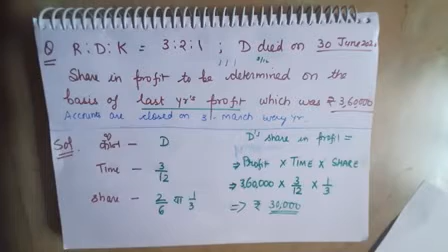 Q R:D:K = 3:2:1 ; D died on 30 June 202
Share in profit to be determined on the
basis of last yr's profit which was ₹ 3,60,000
Accounts are closed on 31 march every yr.
Sol. कौन - D
Time - 3/12
share - 2/6 या 1/3
D's share in profit =
⇒ Profit × TIME × SHARE
⇒ 3,60,000 × 3/12 × 1/3
⇒ ₹ 30,000